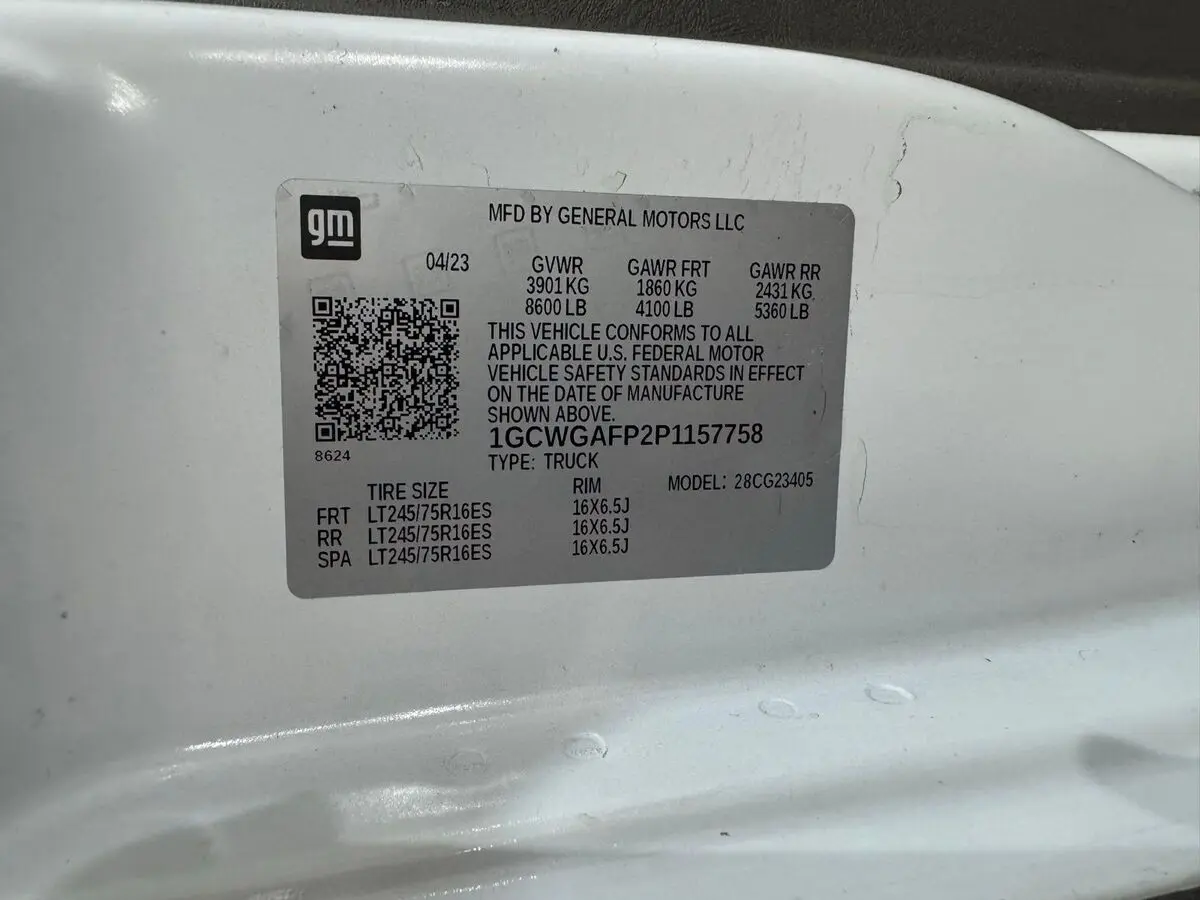 gm
MFD BY GENERAL MOTORS LLC
04/23
GVWR GAWR FRT GAWR RR
3901 KG 1860 KG 2431 KG
8600 LB 4100 LB 5360 LB
THIS VEHICLE CONFORMS TO ALL
APPLICABLE U.S. FEDERAL MOTOR
VEHICLE SAFETY STANDARDS IN EFFECT
ON THE DATE OF MANUFACTURE
SHOWN ABOVE.
1GCWGAFP2P1157758
8624
TYPE: TRUCK
MODEL: 28CG23405
TIRE SIZE RIM
FRT LT245/75R16ES 16X6.5J
RR LT245/75R16ES 16X6.5J
SPA LT245/75R16ES 16X6.5J